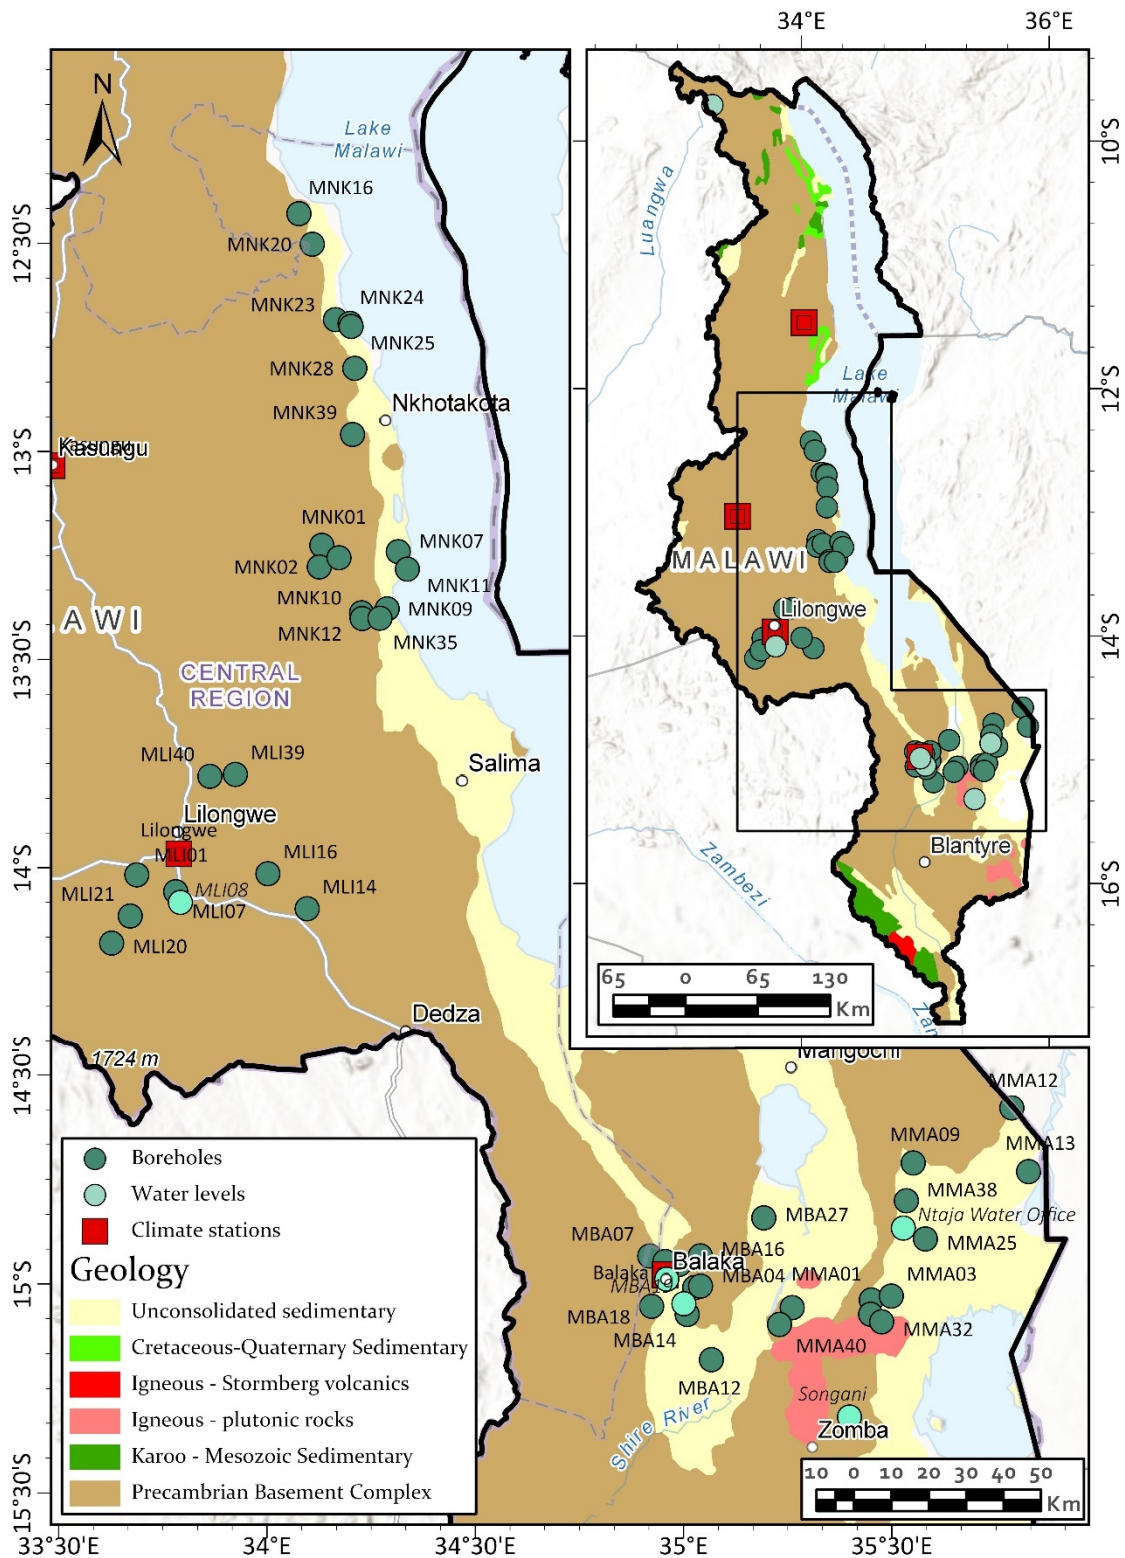 34°E
36°E
N
Lake
Malawi
MNK16
MNK20
MNK24
MNK23
MNK25
MNK28
Nkhotakota
MNK39
Kasungu
Kasungu
MNK01
MNK07
MNK02
MNK11
MNK10
MNK09
MNK12
MNK35
AWI
CENTRAL
REGION
MLI40
MLI39
Salima
Lilongwe
Lilongwe
MLI01
MLI16
MLI21
MLI08
MLI14
MLI07
MLI20
Dedza
1724 m
12°30'S
13°S
13°30'S
14°S
14°30'S
15°S
15°30'S
Luangwa
Lake
Malawi
MALAWI
Lilongwe
Blantyre
Zambezi
Zam
65 0 65 130
Km
10°S
12°S
14°S
16°S
Mangochi
MMA12
MMA09
MMA13
MMA38
Ntaja Water Office
MMA25
MBA27
MBA07
MBA16
Balaka
Balaka
MBA04
MMA01
MMA03
MBA18
MMA32
MBA14
MMA40
MBA12
Songani
Shire River
Zomba
10 0 10 20 30 40 50
Km
Boreholes
Water levels
Climate stations
Geology
Unconsolidated sedimentary
Cretaceous-Quaternary Sedimentary
Igneous - Stormberg volcanics
Igneous - plutonic rocks
Karoo - Mesozoic Sedimentary
Precambrian Basement Complex
33°30'E
34°E
34°30'E
35°E
35°30'E